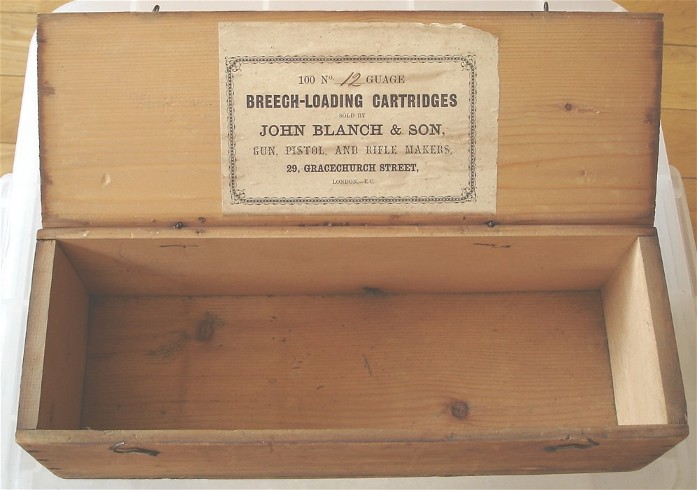 100 No. 12 GUAGE
BREECH-LOADING CARTRIDGES
SOLD BY
JOHN BLANCH & SON,
GUN, PISTOL, AND RIFLE MAKERS,
29, GRACECHURCH STREET,
LONDON, E.C.